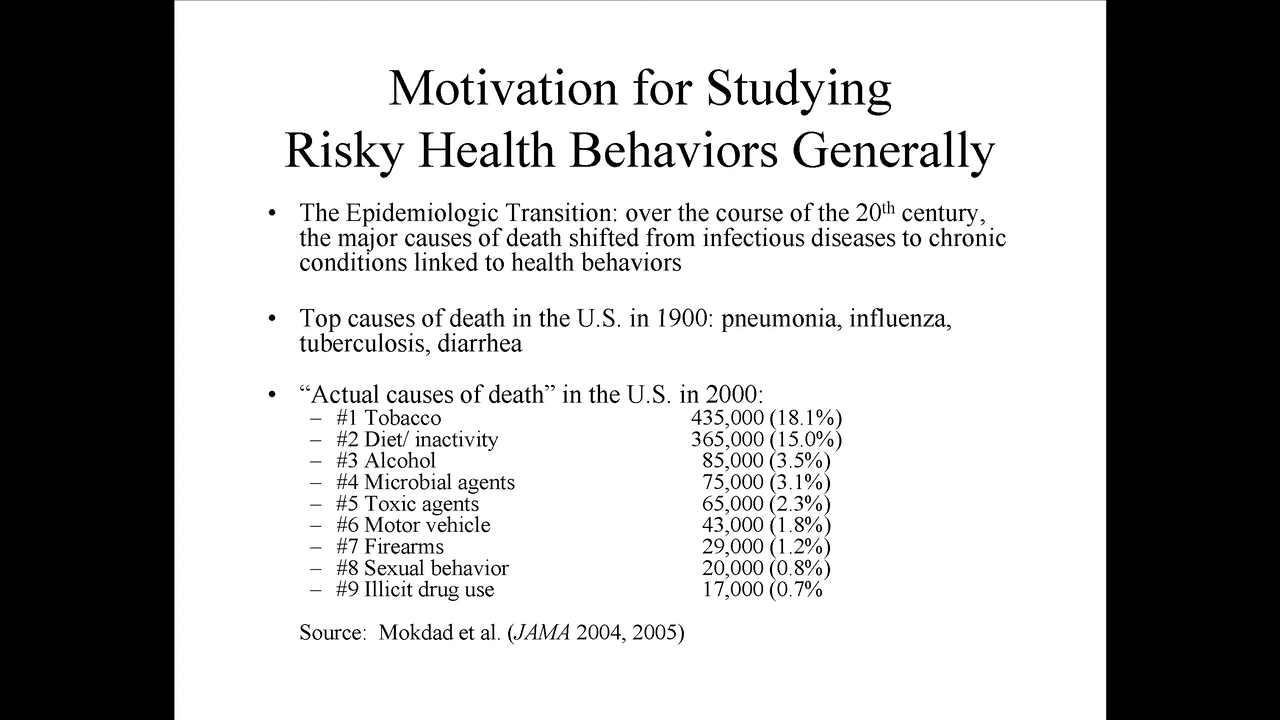 Motivation for Studying
Risky Health Behaviors Generally
• The Epidemiologic Transition: over the course of the 20th century,
the major causes of death shifted from infectious diseases to chronic
conditions linked to health behaviors
• Top causes of death in the U.S. in 1900: pneumonia, influenza,
tuberculosis, diarrhea
• “Actual causes of death” in the U.S. in 2000:
– #1 Tobacco 435,000 (18.1%)
– #2 Diet/ inactivity 365,000 (15.0%)
– #3 Alcohol 85,000 (3.5%)
– #4 Microbial agents 75,000 (3.1%)
– #5 Toxic agents 65,000 (2.3%)
– #6 Motor vehicle 43,000 (1.8%)
– #7 Firearms 29,000 (1.2%)
– #8 Sexual behavior 20,000 (0.8%)
– #9 Illicit drug use 17,000 (0.7%
Source: Mokdad et al. (JAMA 2004, 2005)